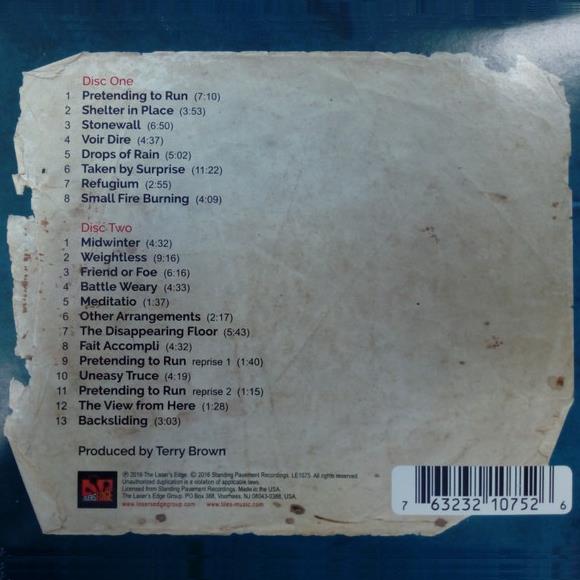 Disc One
1 Pretending to Run (7:10)
2 Shelter in Place (3:53)
3 Stonewall (6:50)
4 Voir Dire (4:37)
5 Drops of Rain (5:02)
6 Taken by Surprise (11:22)
7 Refugium (2:55)
8 Small Fire Burning (4:09)
Disc Two
1 Midwinter (4:32)
2 Weightless (9:16)
3 Friend or Foe (6:16)
4 Battle Weary (4:33)
5 Meditatio (1:37)
6 Other Arrangements (2:17)
7 The Disappearing Floor (5:43)
8 Fait Accompli (4:32)
9 Pretending to Run reprise 1 (1:40)
10 Uneasy Truce (4:19)
11 Pretending to Run reprise 2 (1:15)
12 The View from Here (1:28)
13 Backsliding (3:03)
Produced by Terry Brown
℗ 2016 The Laser's Edge © 2016 Standing Pavement Recordings. LE1075. All rights reserved.
Unauthorized duplication is a violation of applicable laws.
Licensed from Standing Pavement Recordings. Made in the USA.
The Laser's Edge Group. PO Box 388, Voorhees, NJ 08043-0388, USA.
www.lasersedgegroup.com www.tiles-music.com
7 63232 10752 6